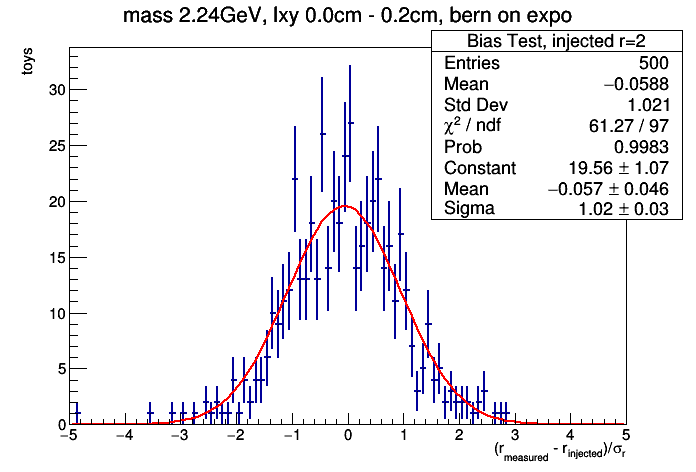 mass 2.24GeV, lxy 0.0cm - 0.2cm, bern on expo
toys
Bias Test, injected r=2
Entries 500
Mean −0.0588
Std Dev 1.021
χ² / ndf 61.27 / 97
Prob 0.9983
Constant 19.56 ± 1.07
Mean −0.057 ± 0.046
Sigma 1.02 ± 0.03
30
25
20
15
10
5
0
−5 −4 −3 −2 −1 0 1 2 3 4 5
(r_measured - r_injected)/σ_r